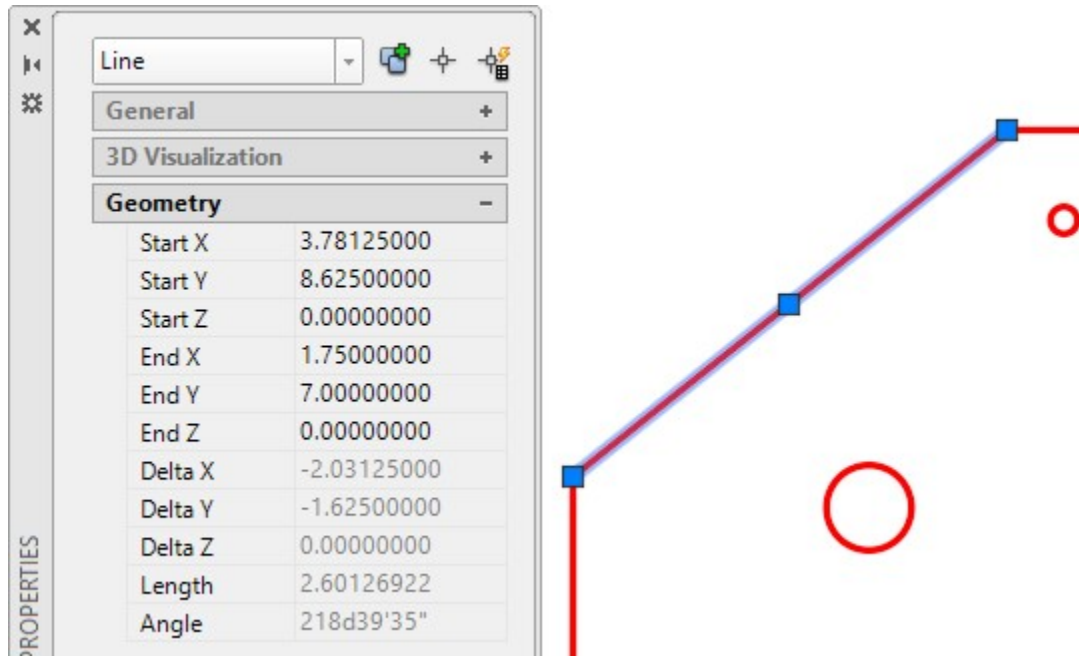 Line
General
3D Visualization
Geometry
Start X 3.78125000
Start Y 8.62500000
Start Z 0.00000000
End X 1.75000000
End Y 7.00000000
End Z 0.00000000
Delta X -2.03125000
Delta Y -1.62500000
Delta Z 0.00000000
Length 2.60126922
Angle 218d39'35"
PROPERTIES